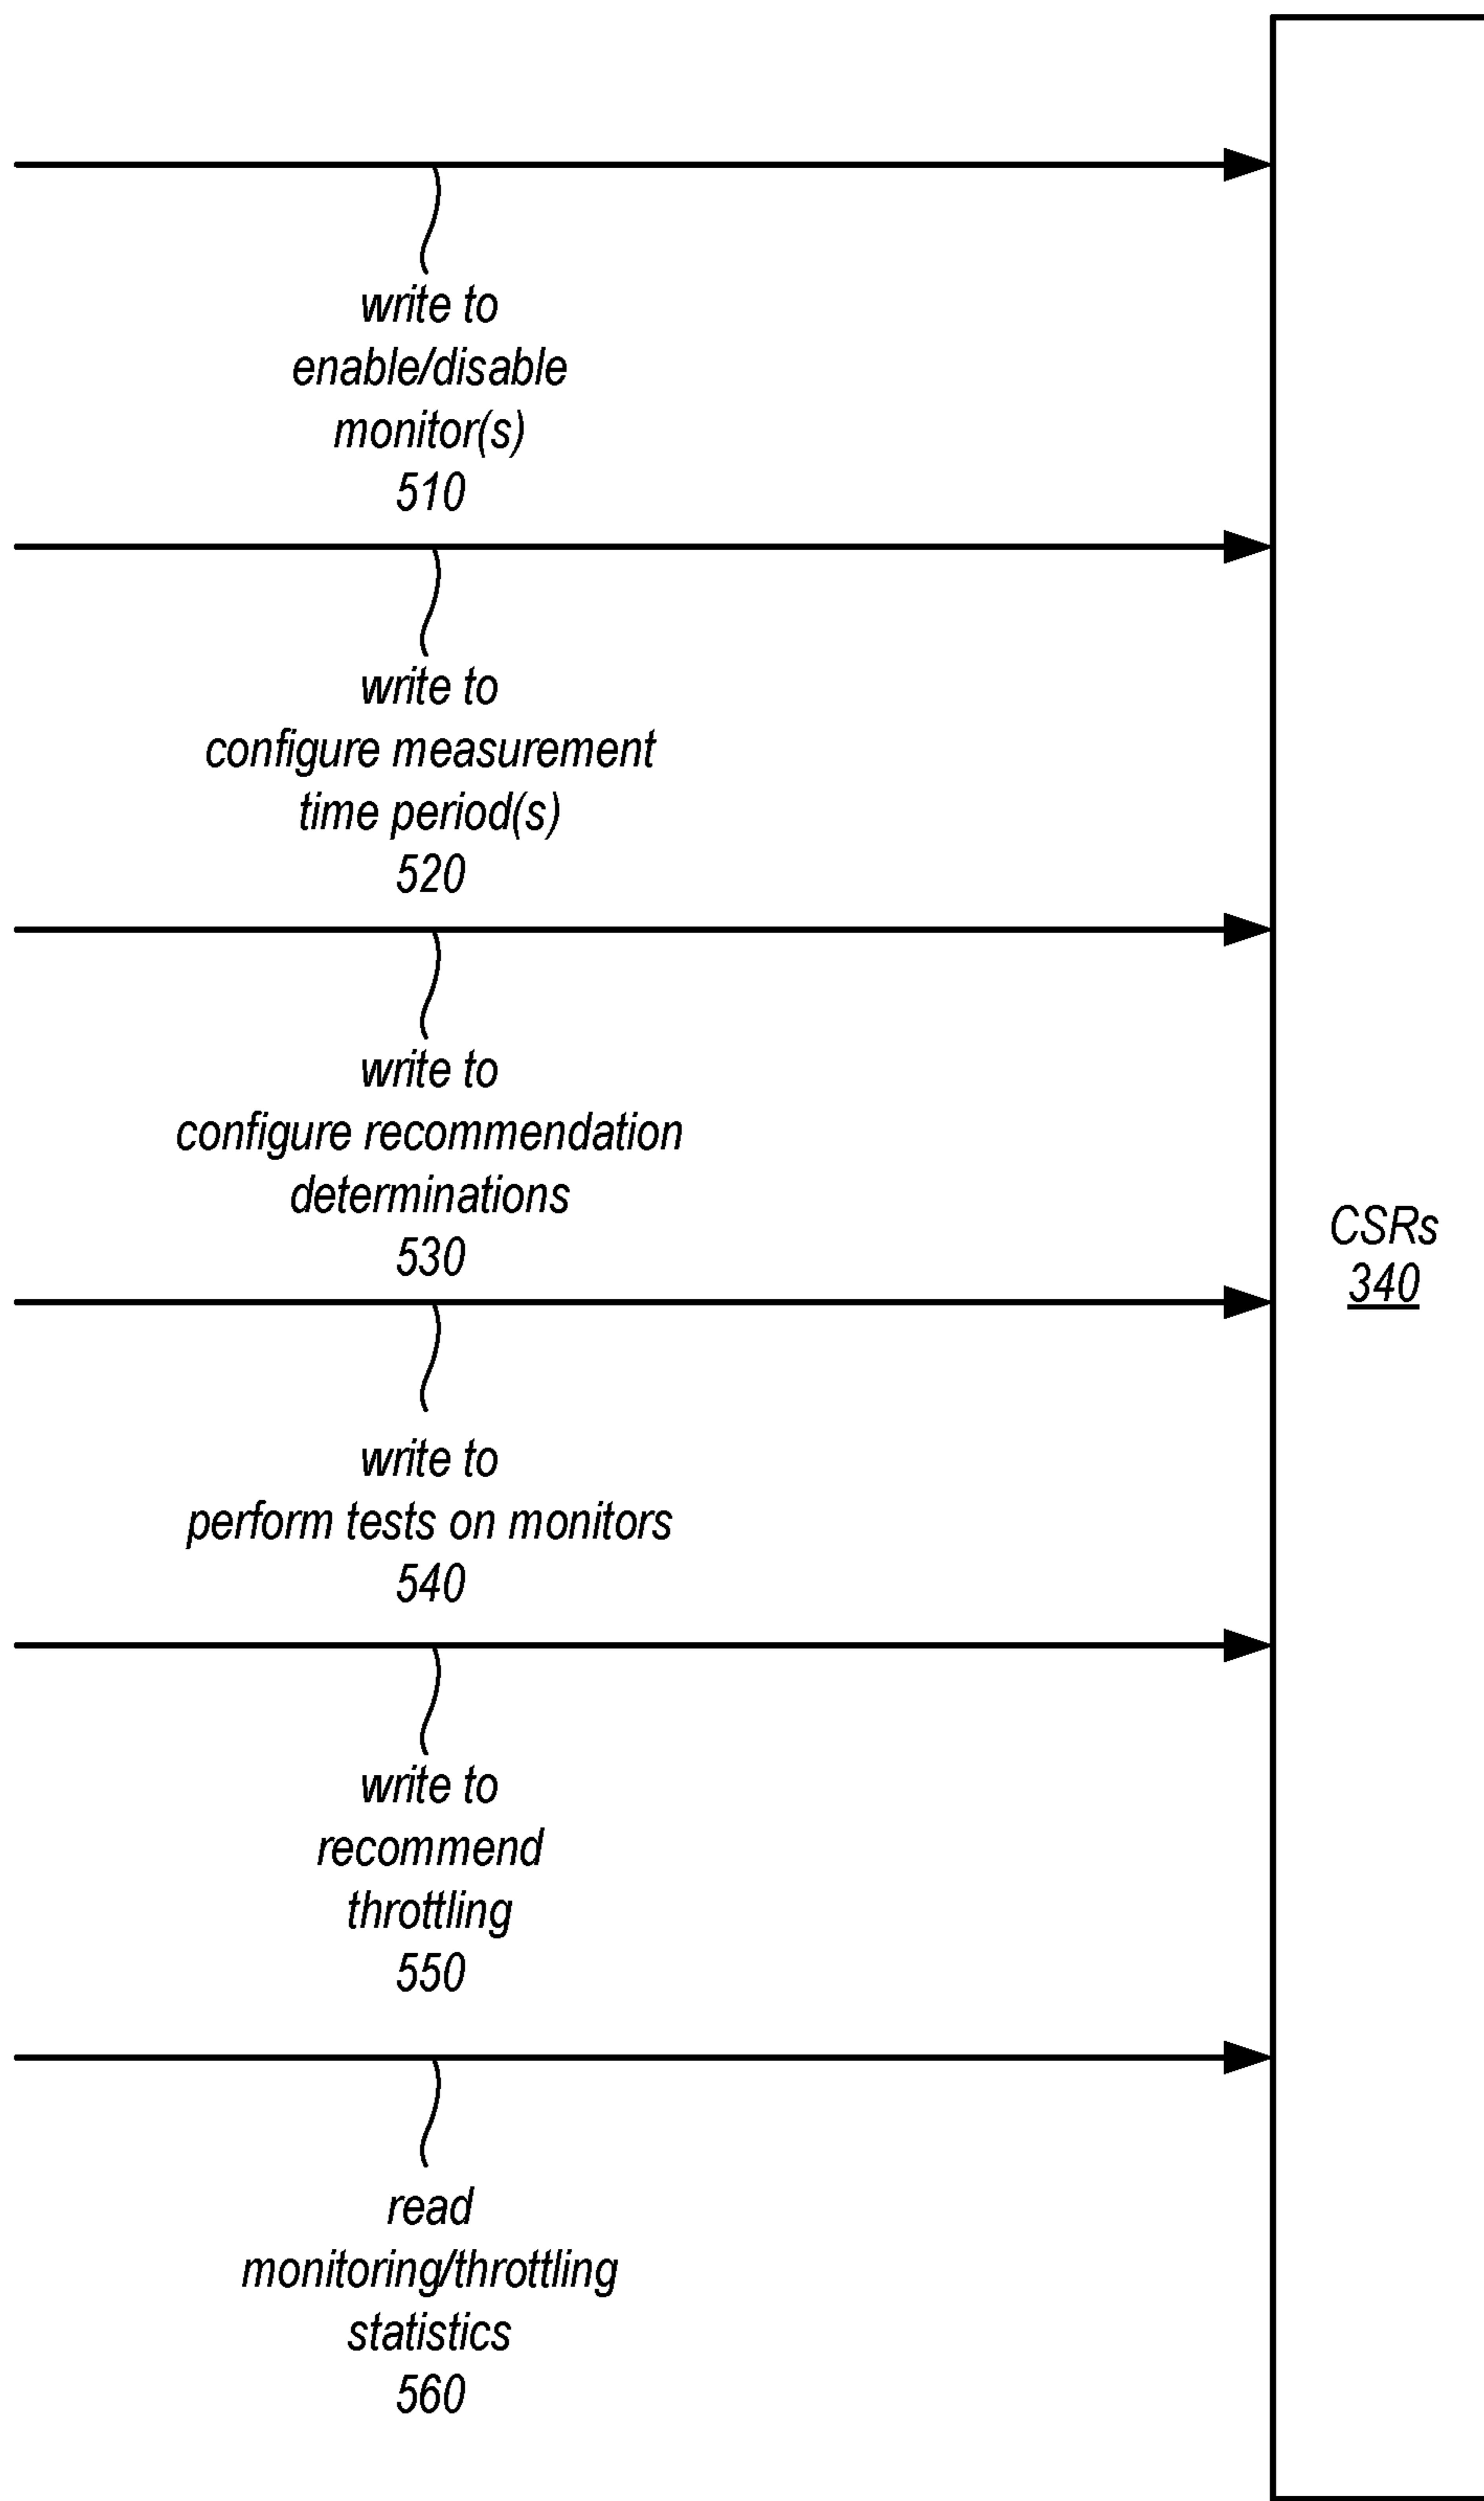 write to
enable/disable
monitor(s)
510
write to
configure measurement
time period(s)
520
write to
configure recommendation
determinations
530
CSRs
340
write to
perform tests on monitors
540
write to
recommend
throttling
550
read
monitoring/throttling
statistics
560